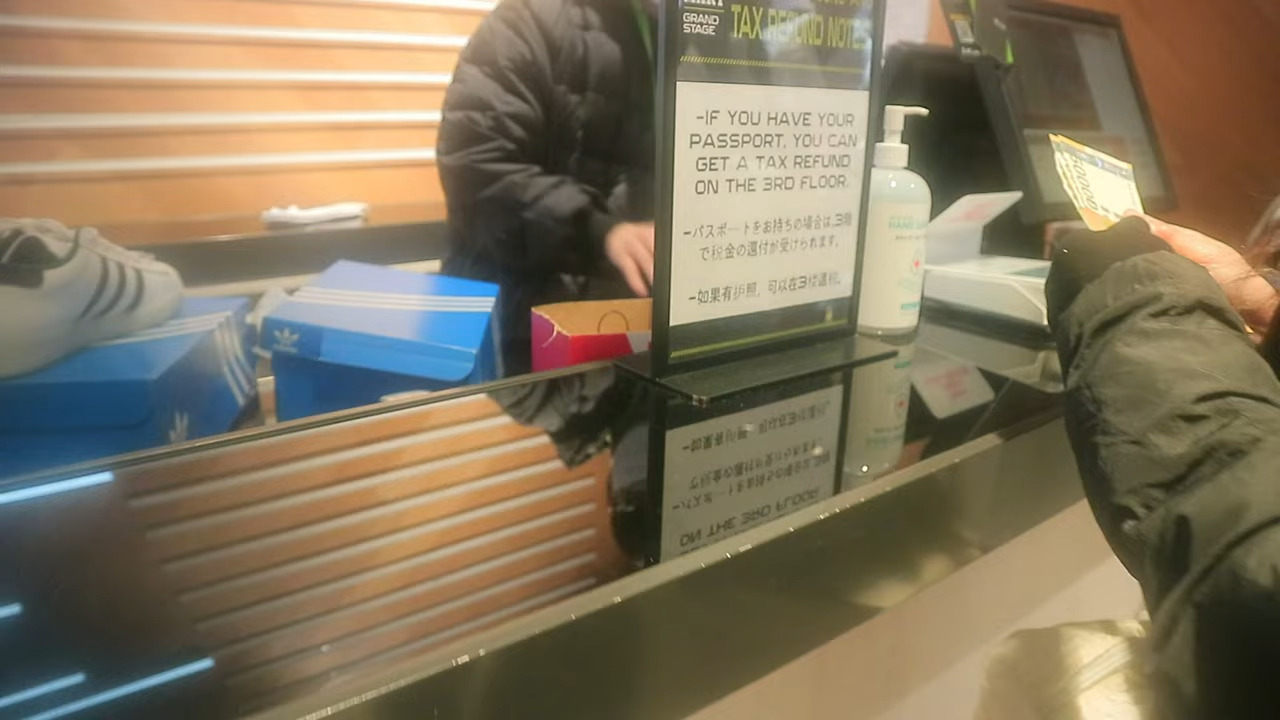 GRAND
STAGE
TAX REFUND NOTE
-IF YOU HAVE YOUR
PASSPORT, YOU CAN
GET A TAX REFUND
ON THE 3RD FLOOR.
-パスポートをお持ちの場合は、3階
で税金の還付が受けられます。
-如果有护照，可以在3楼退税。
50000